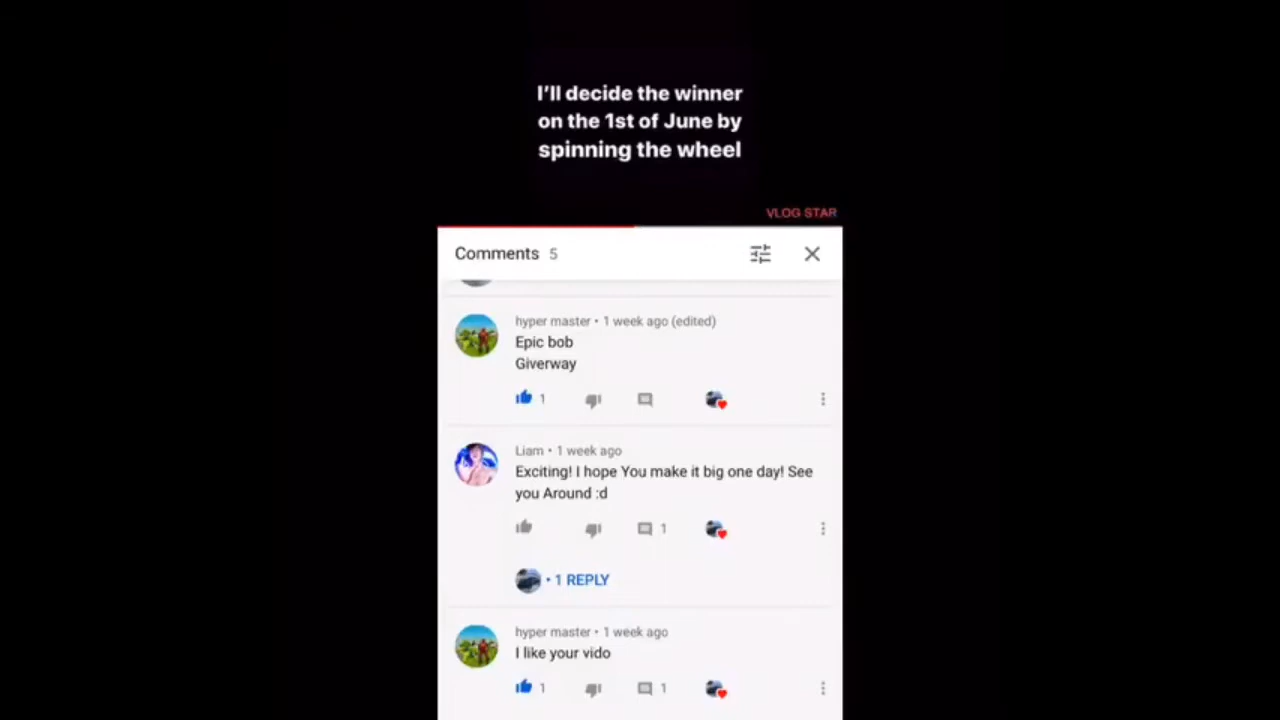 I'll decide the winner
on the 1st of June by
spinning the wheel
VLOG STAR
Comments 5
hyper master • 1 week ago (edited)
Epic bob
Giverway
1
Liam • 1 week ago
Exciting! I hope You make it big one day! See
you Around :d
1
• 1 REPLY
hyper master • 1 week ago
I like your vido
1 1